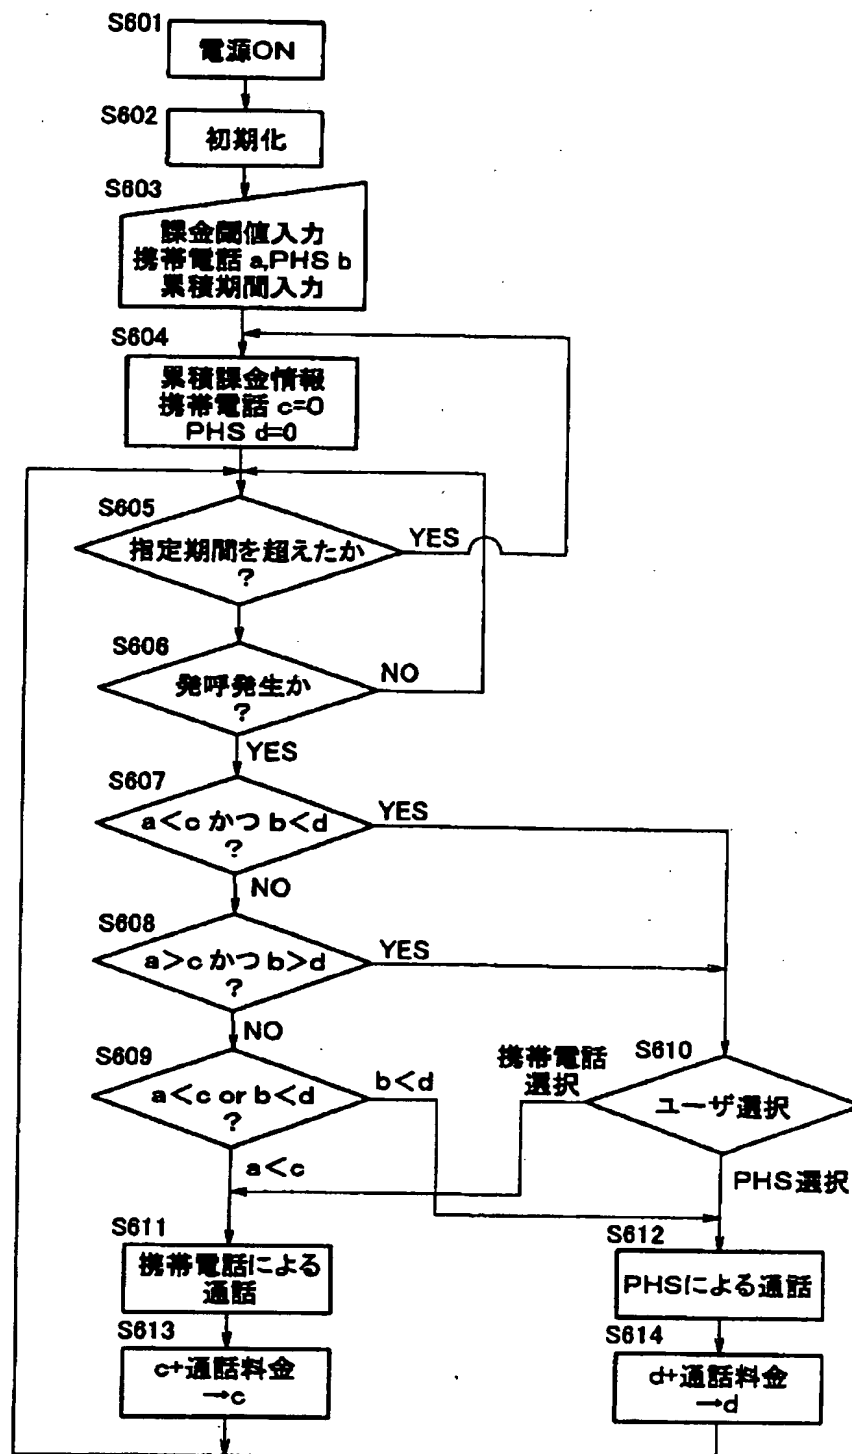 S601
電源ON
S602
初期化
S603
課金閾値入力
携帯電話 a,PHS b
累積期間入力
S604
累積課金情報
携帯電話 c=0
PHS d=0
S605
指定期間を超えたか
?
YES
S606
発呼発生か
?
NO
YES
S607
a<c かつ b<d
?
YES
NO
S608
a>c かつ b>d
?
YES
NO
S609
a<c or b<d
?
b<d
a<c
携帯電話
選択
S610
ユーザ選択
PHS選択
S611
携帯電話による
通話
S612
PHSによる通話
S613
c+通話料金
→c
S614
d+通話料金
→d